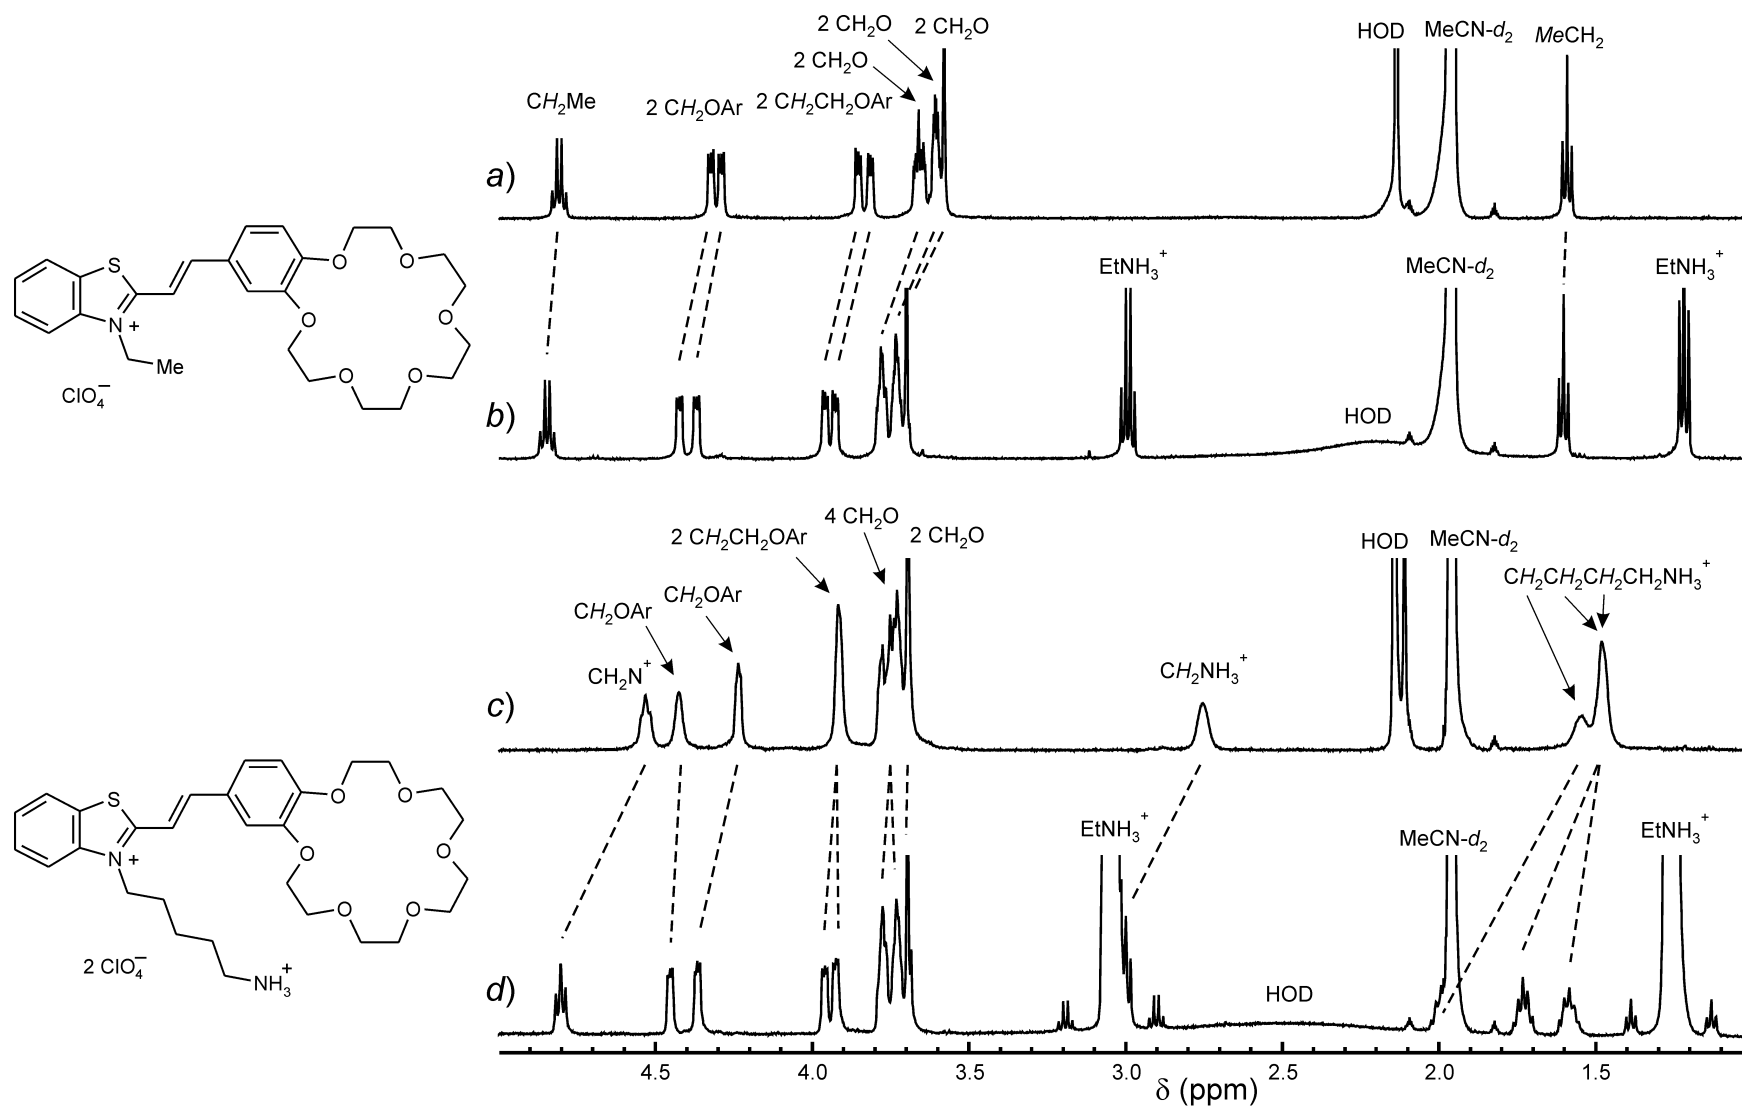 2 CH₂O 2 CH₂O
2 CH₂O
CH₂Me 2 CH₂OAr 2 CH₂CH₂OAr
HOD MeCN-d₂ MeCH₂
a)
S
N +
Me
ClO₄⁻
O
O
O
O
O
O
EtNH₃⁺ MeCN-d₂ EtNH₃⁺
HOD
b)
4 CH₂O 2 CH₂O
2 CH₂CH₂OAr
CH₂OAr
CH₂OAr
CH₂N⁺
CH₂NH₃⁺
HOD MeCN-d₂
CH₂CH₂CH₂CH₂NH₃⁺
c)
S
N +
NH₃⁺
2 ClO₄⁻
O
O
O
O
O
O
EtNH₃⁺ MeCN-d₂ EtNH₃⁺
HOD
d)
4.5 4.0 3.5 3.0 2.5 2.0 1.5
δ (ppm)